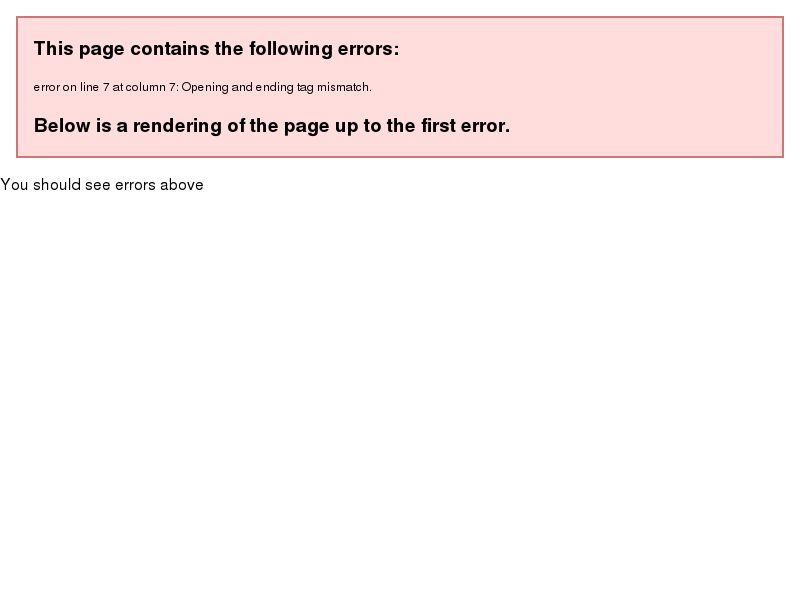 This page contains the following errors:
error on line 7 at column 7: Opening and ending tag mismatch.
Below is a rendering of the page up to the first error.
You should see errors above